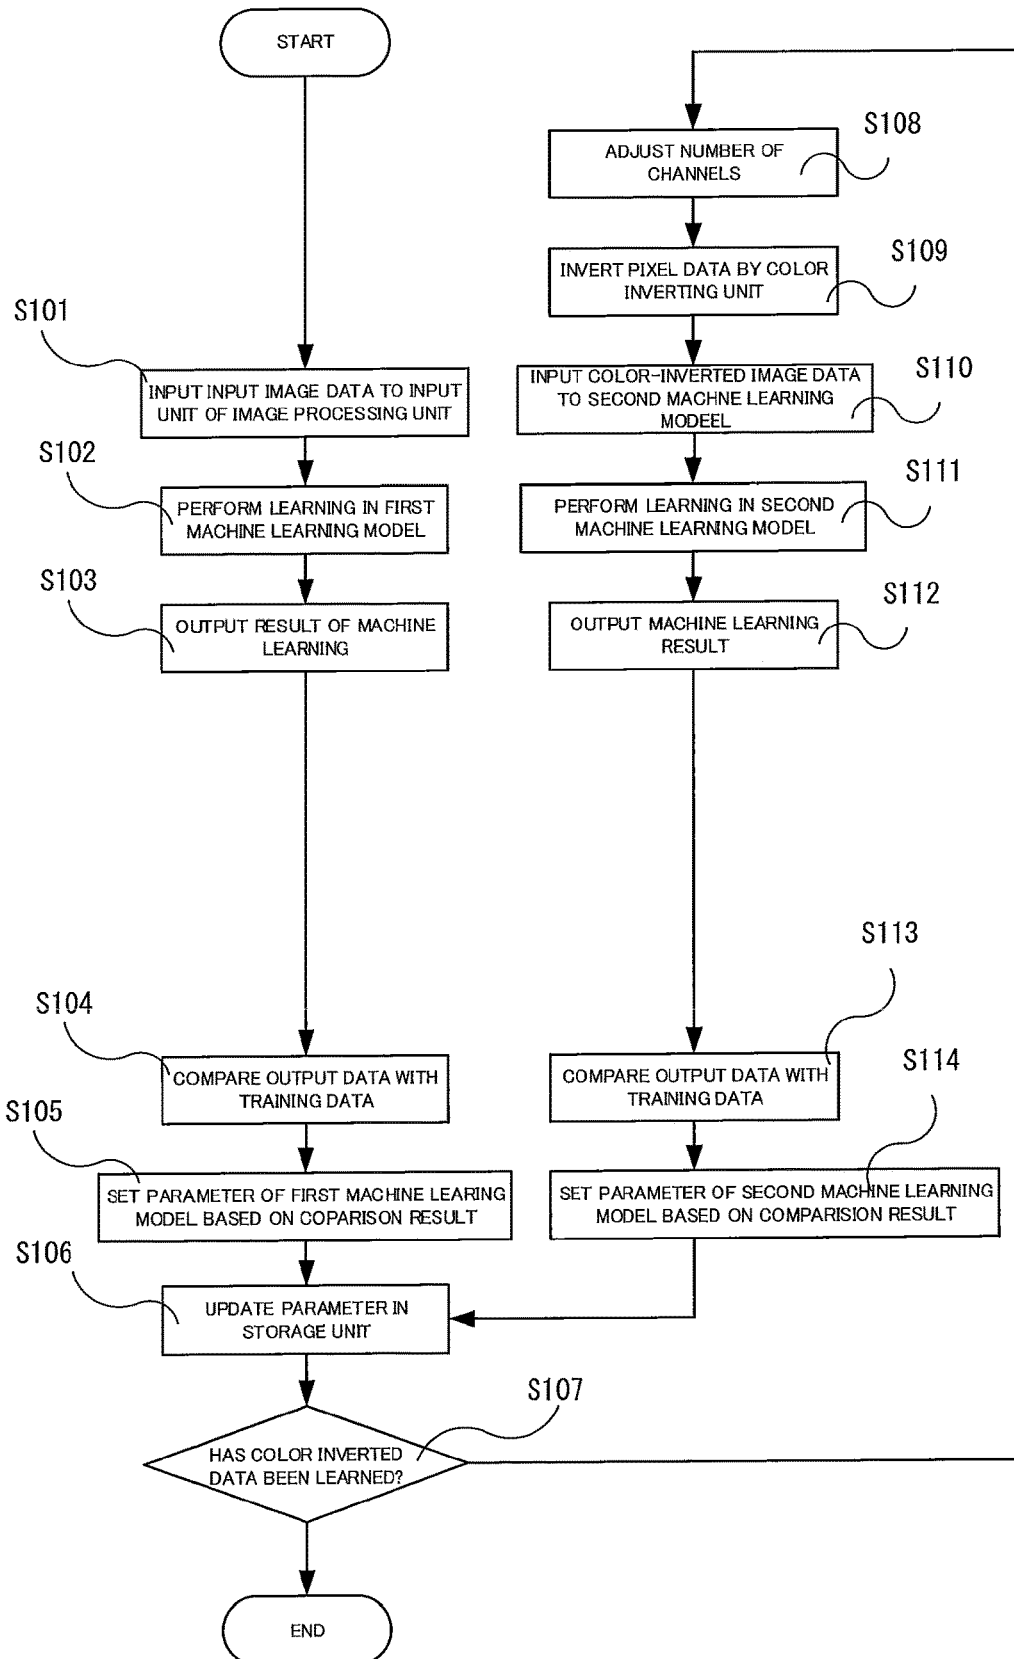 START
S101
INPUT INPUT IMAGE DATA TO INPUT
UNIT OF IMAGE PROCESSING UNIT
S102
PERFORM LEARNING IN FIRST
MACHINE LEARNING MODEL
S103
OUTPUT RESULT OF MACHINE
LEARNING
S104
COMPARE OUTPUT DATA WITH
TRAINING DATA
S105
SET PARAMETER OF FIRST MACHINE LEARING
MODEL BASED ON COPARISON RESULT
S106
UPDATE PARAMETER IN
STORAGE UNIT
S107
HAS COLOR INVERTED
DATA BEEN LEARNED?
END
S108
ADJUST NUMBER OF
CHANNELS
S109
INVERT PIXEL DATA BY COLOR
INVERTING UNIT
S110
INPUT COLOR-INVERTED IMAGE DATA
TO SECOND MACHNE LEARNING
MODEEL
S111
PERFORM LEARNING IN SECOND
MACHINE LEARNING MODEL
S112
OUTPUT MACHINE LEARNING
RESULT
S113
COMPARE OUTPUT DATA WITH
TRAINING DATA
S114
SET PARAMETER OF SECOND MACHINE LEARNING
MODEL BASED ON COMPARISION RESULT